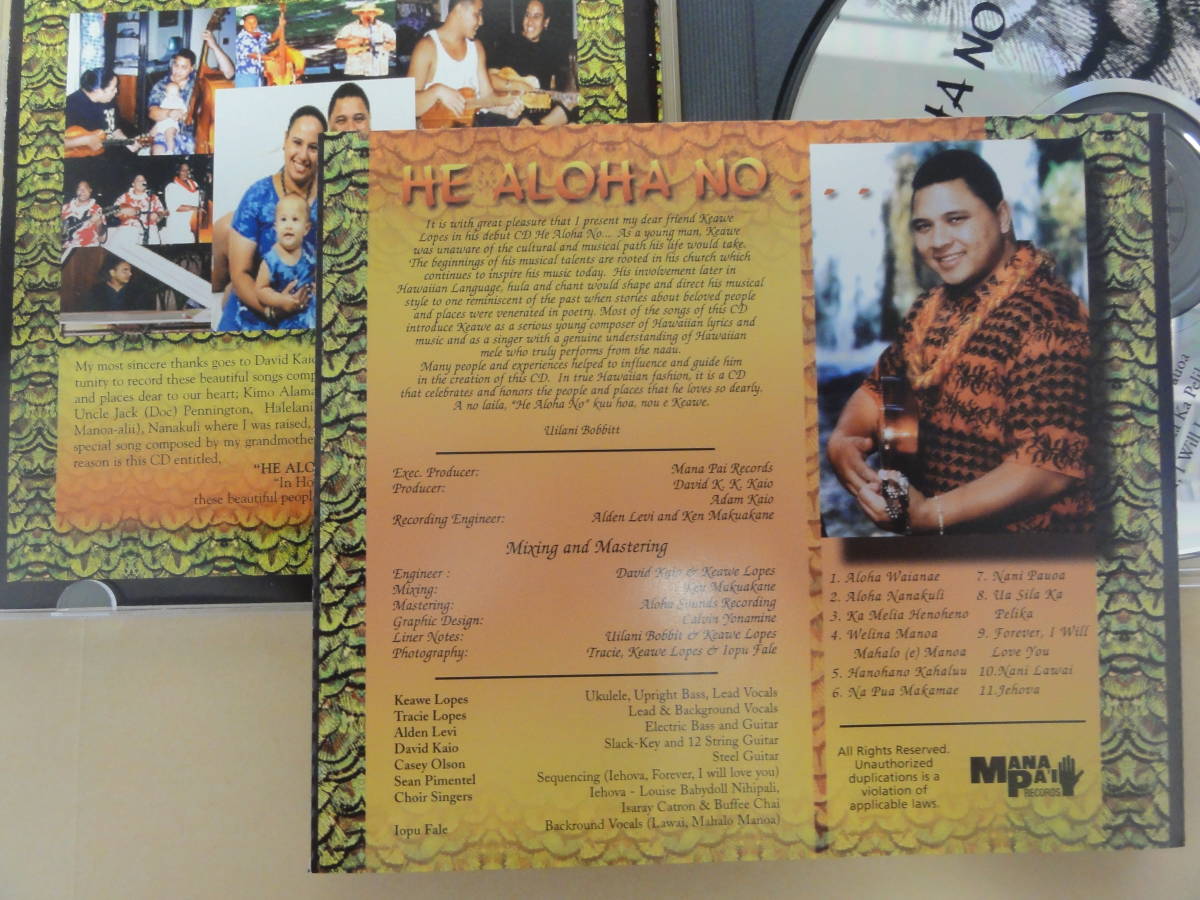 HE ALOHA NO
It is with great pleasure that I present my dear friend Keawe
Lopes in his debut CD He Aloha No... As a young man, Keawe
was unaware of the cultural and musical path his life would take.
The beginnings of his musical talents are rooted in his church which
continues to inspire his music today. His involvement later in
Hawaiian Language, hula and chant would shape and direct his musical
style to one reminiscent of the past when stories about beloved people
and places were venerated in poetry. Most of the songs of this CD
introduce Keawe as a serious young composer of Hawaiian lyrics and
music and as a singer with a genuine understanding of Hawaiian
mele who truly performs from the naau.
Many people and experiences helped to influence and guide him
in the creation of this CD. In true Hawaiian fashion, it is a CD
that celebrates and honors the people and places that he loves so dearly.
A no laila, "He Aloha No" kuu hoa, nou e Keawe.
Uilani Bobbitt
Exec. Producer: Mana Pai Records
Producer: David K. K. Kaio
Adam Kaio
Recording Engineer: Alden Levi and Ken Makuakane
Mixing and Mastering
Engineer : David Kaio & Keawe Lopes
Mixing: Ken Makuakane
Mastering: Aloha Sounds Recording
Graphic Design: Calvin Yonamine
Liner Notes: Uilani Bobbit & Keawe Lopes
Photography: Tracie, Keawe Lopes & Iopu Fale
Keawe Lopes Ukulele, Upright Bass, Lead Vocals
Tracie Lopes Lead & Background Vocals
Alden Levi Electric Bass and Guitar
David Kaio Slack-Key and 12 String Guitar
Casey Olson Steel Guitar
Sean Pimentel Sequencing (Iehova, Forever, I will love you)
Choir Singers Iehova - Louise Babydoll Nihipali,
Isaray Catron & Buffee Chai
Iopu Fale Backround Vocals (Lawai, Mahalo Manoa)
1. Aloha Waianae
2. Aloha Nanakuli
3. Ka Melia Henoheno
4. Welina Manoa
Mahalo (e) Manoa
5. Hanohano Kahaluu
6. Na Pua Makamae
7. Nani Pauoa
8. Ua Sila Ka
Pelika
9. Forever, I Will
Love You
10.Nani Lawai
11.Jehova
All Rights Reserved.
Unauthorized
duplications is a
violation of
applicable laws.
MANA
PA'I
RECORDS
My most sincere thanks goes to David
tunity to record these beautiful songs
and places dear to our heart; Kimo
Uncle Jack (Doc) Pennington, Halelani
Manoa-alii), Nanakuli where I was raised,
special song composed by my
reason is this CD entitled,
"HE
"In
these beautiful
NO